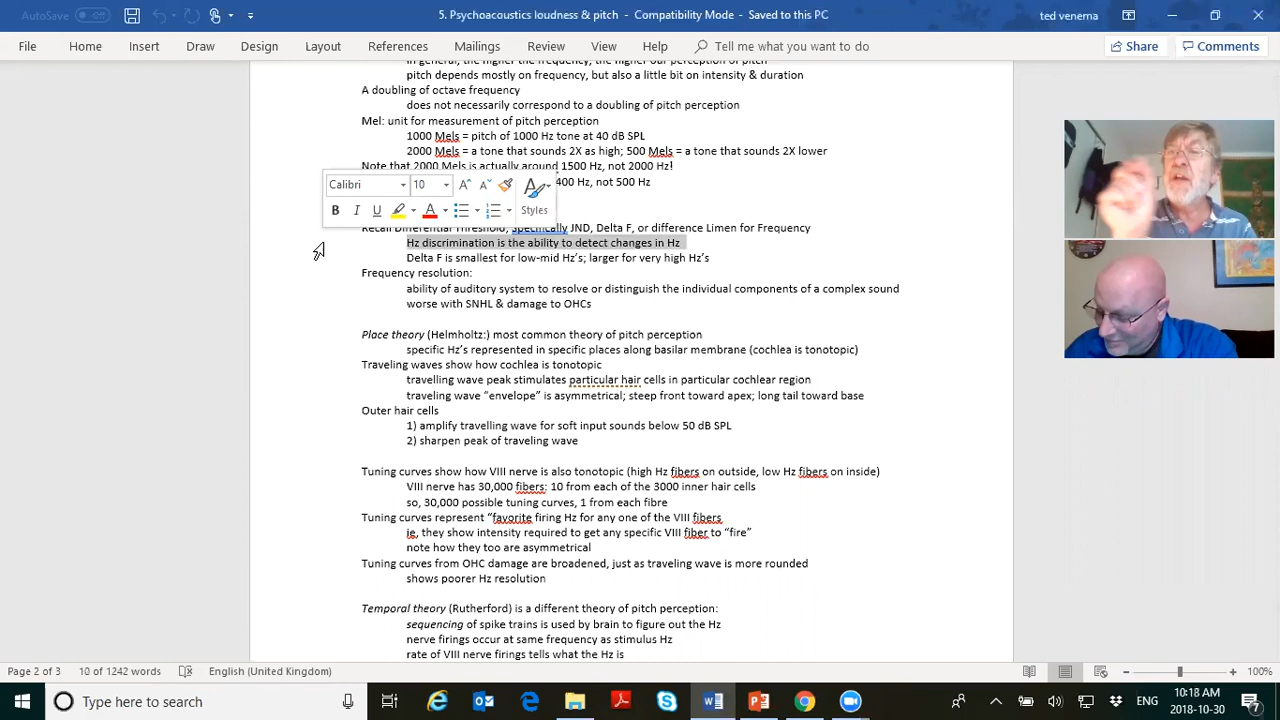 AutoSave Off 5. Psychoacoustics loudness & pitch - Compatibility Mode - Saved to this PC ted venema
File Home Insert Draw Design Layout References Mailings Review View Help Tell me what you want to do Share Comments
in general, the higher the frequency, the higher our perception of pitch
pitch depends mostly on frequency, but also a little bit on intensity & duration
A doubling of octave frequency
does not necessarily correspond to a doubling of pitch perception
Mel: unit for measurement of pitch perception
1000 Mels = pitch of 1000 Hz tone at 40 dB SPL
2000 Mels = a tone that sounds 2X as high; 500 Mels = a tone that sounds 2X lower
Note that 2000 Mels is actually around 1500 Hz, not 2000 Hz!
Calibri 10 400 Hz, not 500 Hz
B I U A Styles
Recall Differential Threshold; Specifically JND, Delta F, or difference Limen for Frequency
Hz discrimination is the ability to detect changes in Hz
Delta F is smallest for low-mid Hz's; larger for very high Hz's
Frequency resolution:
ability of auditory system to resolve or distinguish the individual components of a complex sound
worse with SNHL & damage to OHCs
Place theory (Helmholtz:) most common theory of pitch perception
specific Hz's represented in specific places along basilar membrane (cochlea is tonotopic)
Traveling waves show how cochlea is tonotopic
travelling wave peak stimulates particular hair cells in particular cochlear region
traveling wave “envelope” is asymmetrical; steep front toward apex; long tail toward base
Outer hair cells
1) amplify travelling wave for soft input sounds below 50 dB SPL
2) sharpen peak of traveling wave
Tuning curves show how VIII nerve is also tonotopic (high Hz fibers on outside, low Hz fibers on inside)
VIII nerve has 30,000 fibers: 10 from each of the 3000 inner hair cells
so, 30,000 possible tuning curves, 1 from each fibre
Tuning curves represent “favorite firing Hz for any one of the VIII fibers
ie, they show intensity required to get any specific VIII fiber to “fire”
note how they too are asymmetrical
Tuning curves from OHC damage are broadened, just as traveling wave is more rounded
shows poorer Hz resolution
Temporal theory (Rutherford) is a different theory of pitch perception:
sequencing of spike trains is used by brain to figure out the Hz
nerve firings occur at same frequency as stimulus Hz
rate of VIII nerve firings tells what the Hz is
Page 2 of 3 10 of 1242 words English (United Kingdom) 100%
Type here to search ENG 10:18 AM
2018-10-30